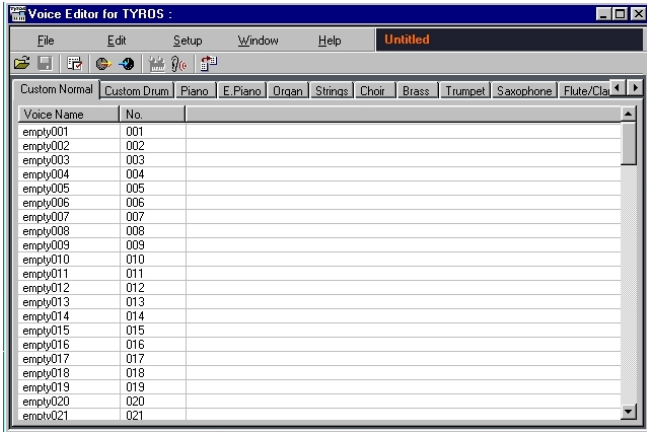 Voice Editor for TYROS :
File Edit Setup Window Help Untitled
Custom Normal Custom Drum Piano E.Piano Organ Strings Choir Brass Trumpet Saxophone Flute/Cla
Voice Name No.
empty001 001
empty002 002
empty003 003
empty004 004
empty005 005
empty006 006
empty007 007
empty008 008
empty009 009
empty010 010
empty011 011
empty012 012
empty013 013
empty014 014
empty015 015
empty016 016
empty017 017
empty018 018
empty019 019
empty020 020
empty021 021